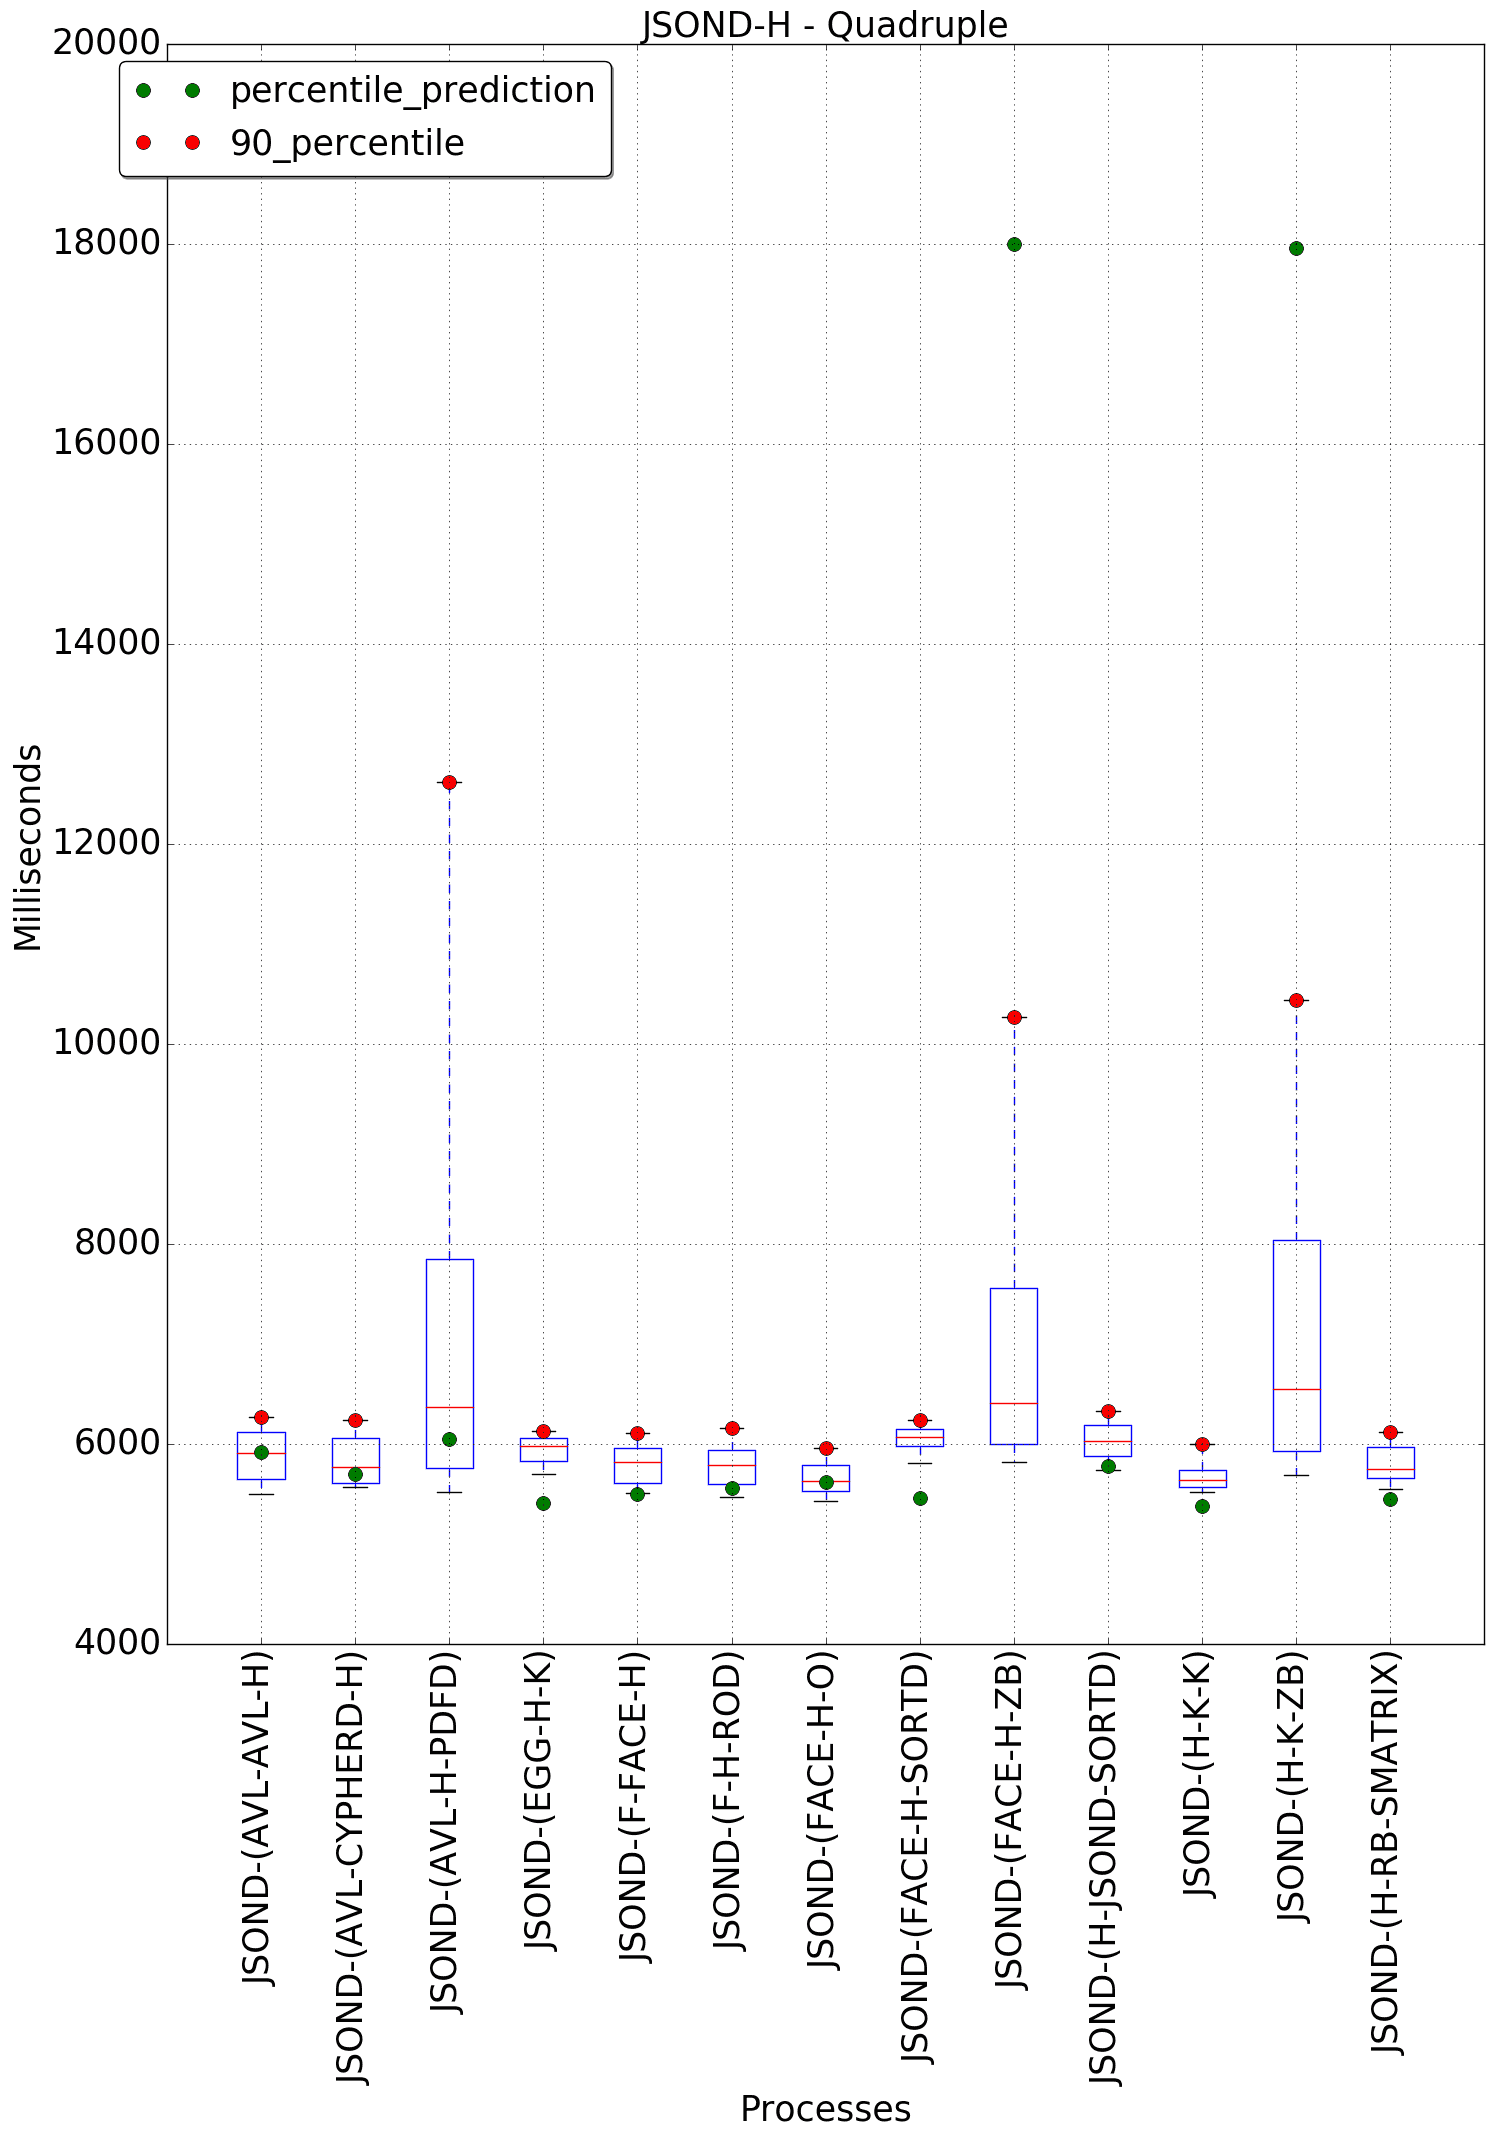 JSOND-H - Quadruple
percentile_prediction
90_percentile
20000
18000
16000
14000
12000
10000
8000
6000
4000
Milliseconds
JSOND-(AVL-AVL-H)
JSOND-(AVL-CYPHERD-H)
JSOND-(AVL-H-PDFD)
JSOND-(EGG-H-K)
JSOND-(F-FACE-H)
JSOND-(F-H-ROD)
JSOND-(FACE-H-O)
JSOND-(FACE-H-SORTD)
JSOND-(FACE-H-ZB)
JSOND-(H-JSOND-SORTD)
JSOND-(H-K-K)
JSOND-(H-K-ZB)
JSOND-(H-RB-SMATRIX)
Processes